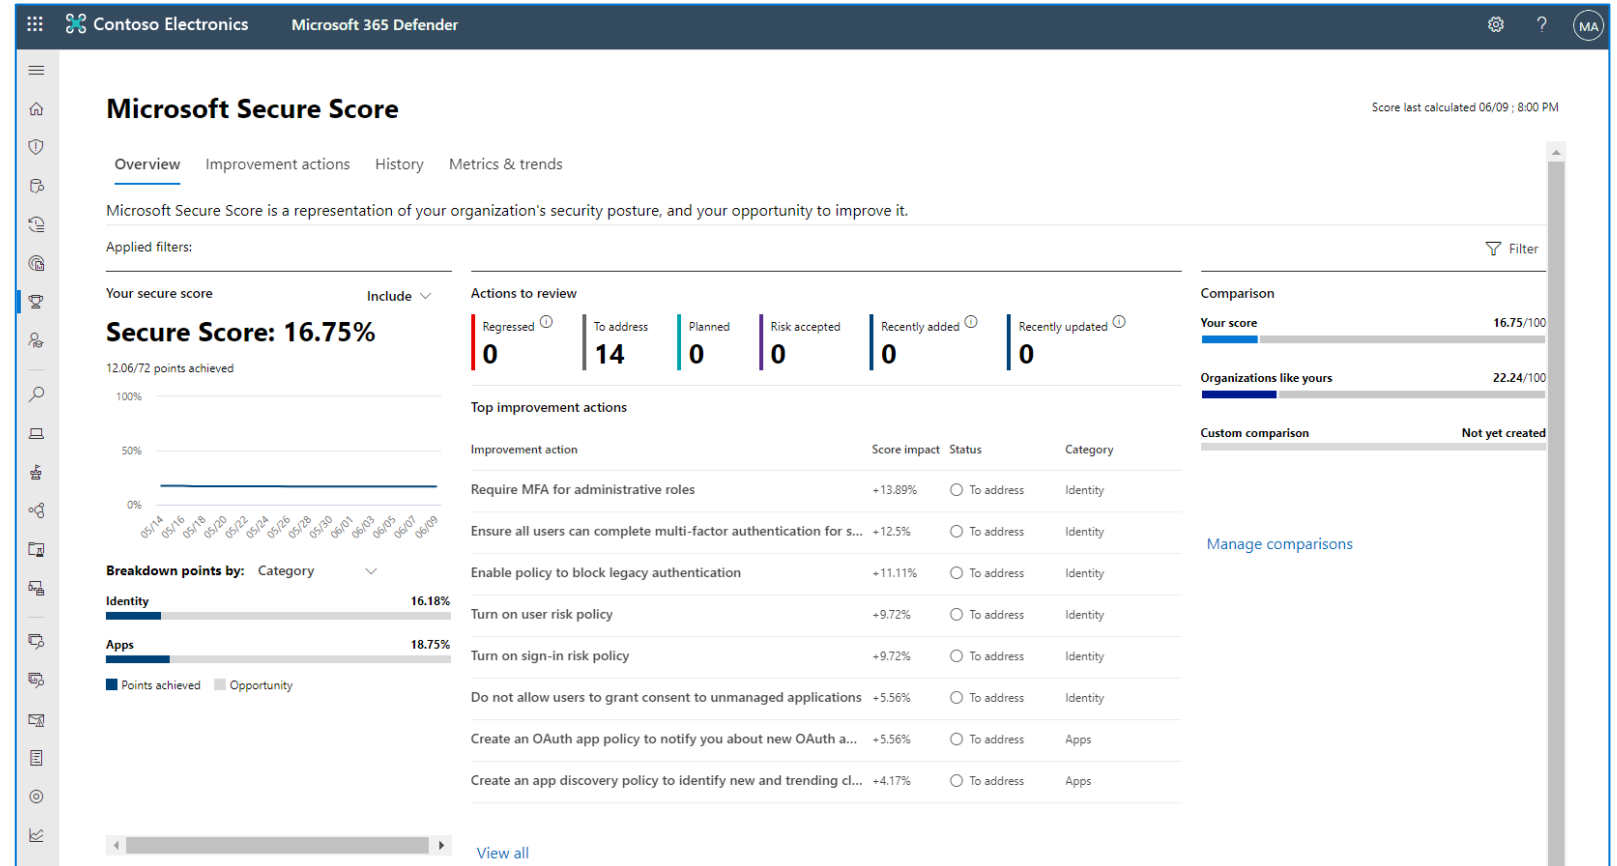 Contoso Electronics Microsoft 365 Defender ? MA
Microsoft Secure Score
Score last calculated 06/09 ; 8:00 PM
Overview Improvement actions History Metrics & trends
Microsoft Secure Score is a representation of your organization's security posture, and your opportunity to improve it.
Applied filters:
Filter
Your secure score Include
Secure Score: 16.75%
12.06/72 points achieved
100%
50%
0%
05/14 05/16 05/18 05/20 05/22 05/24 05/26 05/28 05/30 06/01 06/03 06/05 06/07 06/09
Breakdown points by: Category
Identity 16.18%
Apps 18.75%
Points achieved Opportunity
Actions to review
Regressed To address Planned Risk accepted Recently added Recently updated
0 14 0 0 0 0
Top improvement actions
Improvement action Score impact Status Category
Require MFA for administrative roles +13.89% To address Identity
Ensure all users can complete multi-factor authentication for s... +12.5% To address Identity
Enable policy to block legacy authentication +11.11% To address Identity
Turn on user risk policy +9.72% To address Identity
Turn on sign-in risk policy +9.72% To address Identity
Do not allow users to grant consent to unmanaged applications +5.56% To address Identity
Create an OAuth app policy to notify you about new OAuth a... +5.56% To address Apps
Create an app discovery policy to identify new and trending cl... +4.17% To address Apps
View all
Comparison
Your score 16.75/100
Organizations like yours 22.24/100
Custom comparison Not yet created
Manage comparisons